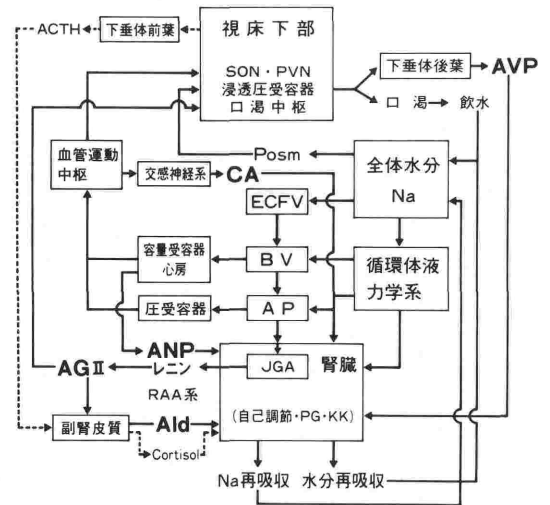 ACTH
下垂体前葉
視床下部
SON・PVN
浸透圧受容器
口渇中枢
下垂体後葉
AVP
口渇
飲水
血管運動
中枢
交感神経系
CA
Posm
全体水分
Na
ECFV
容量受容器
心房
BV
循環体液
力学系
圧受容器
AP
ANP
レニン
AGⅡ
RAA系
JGA
腎臓
(自己調節・PG・KK)
副腎皮質
Ald
Cortisol
Na再吸収
水分再吸収